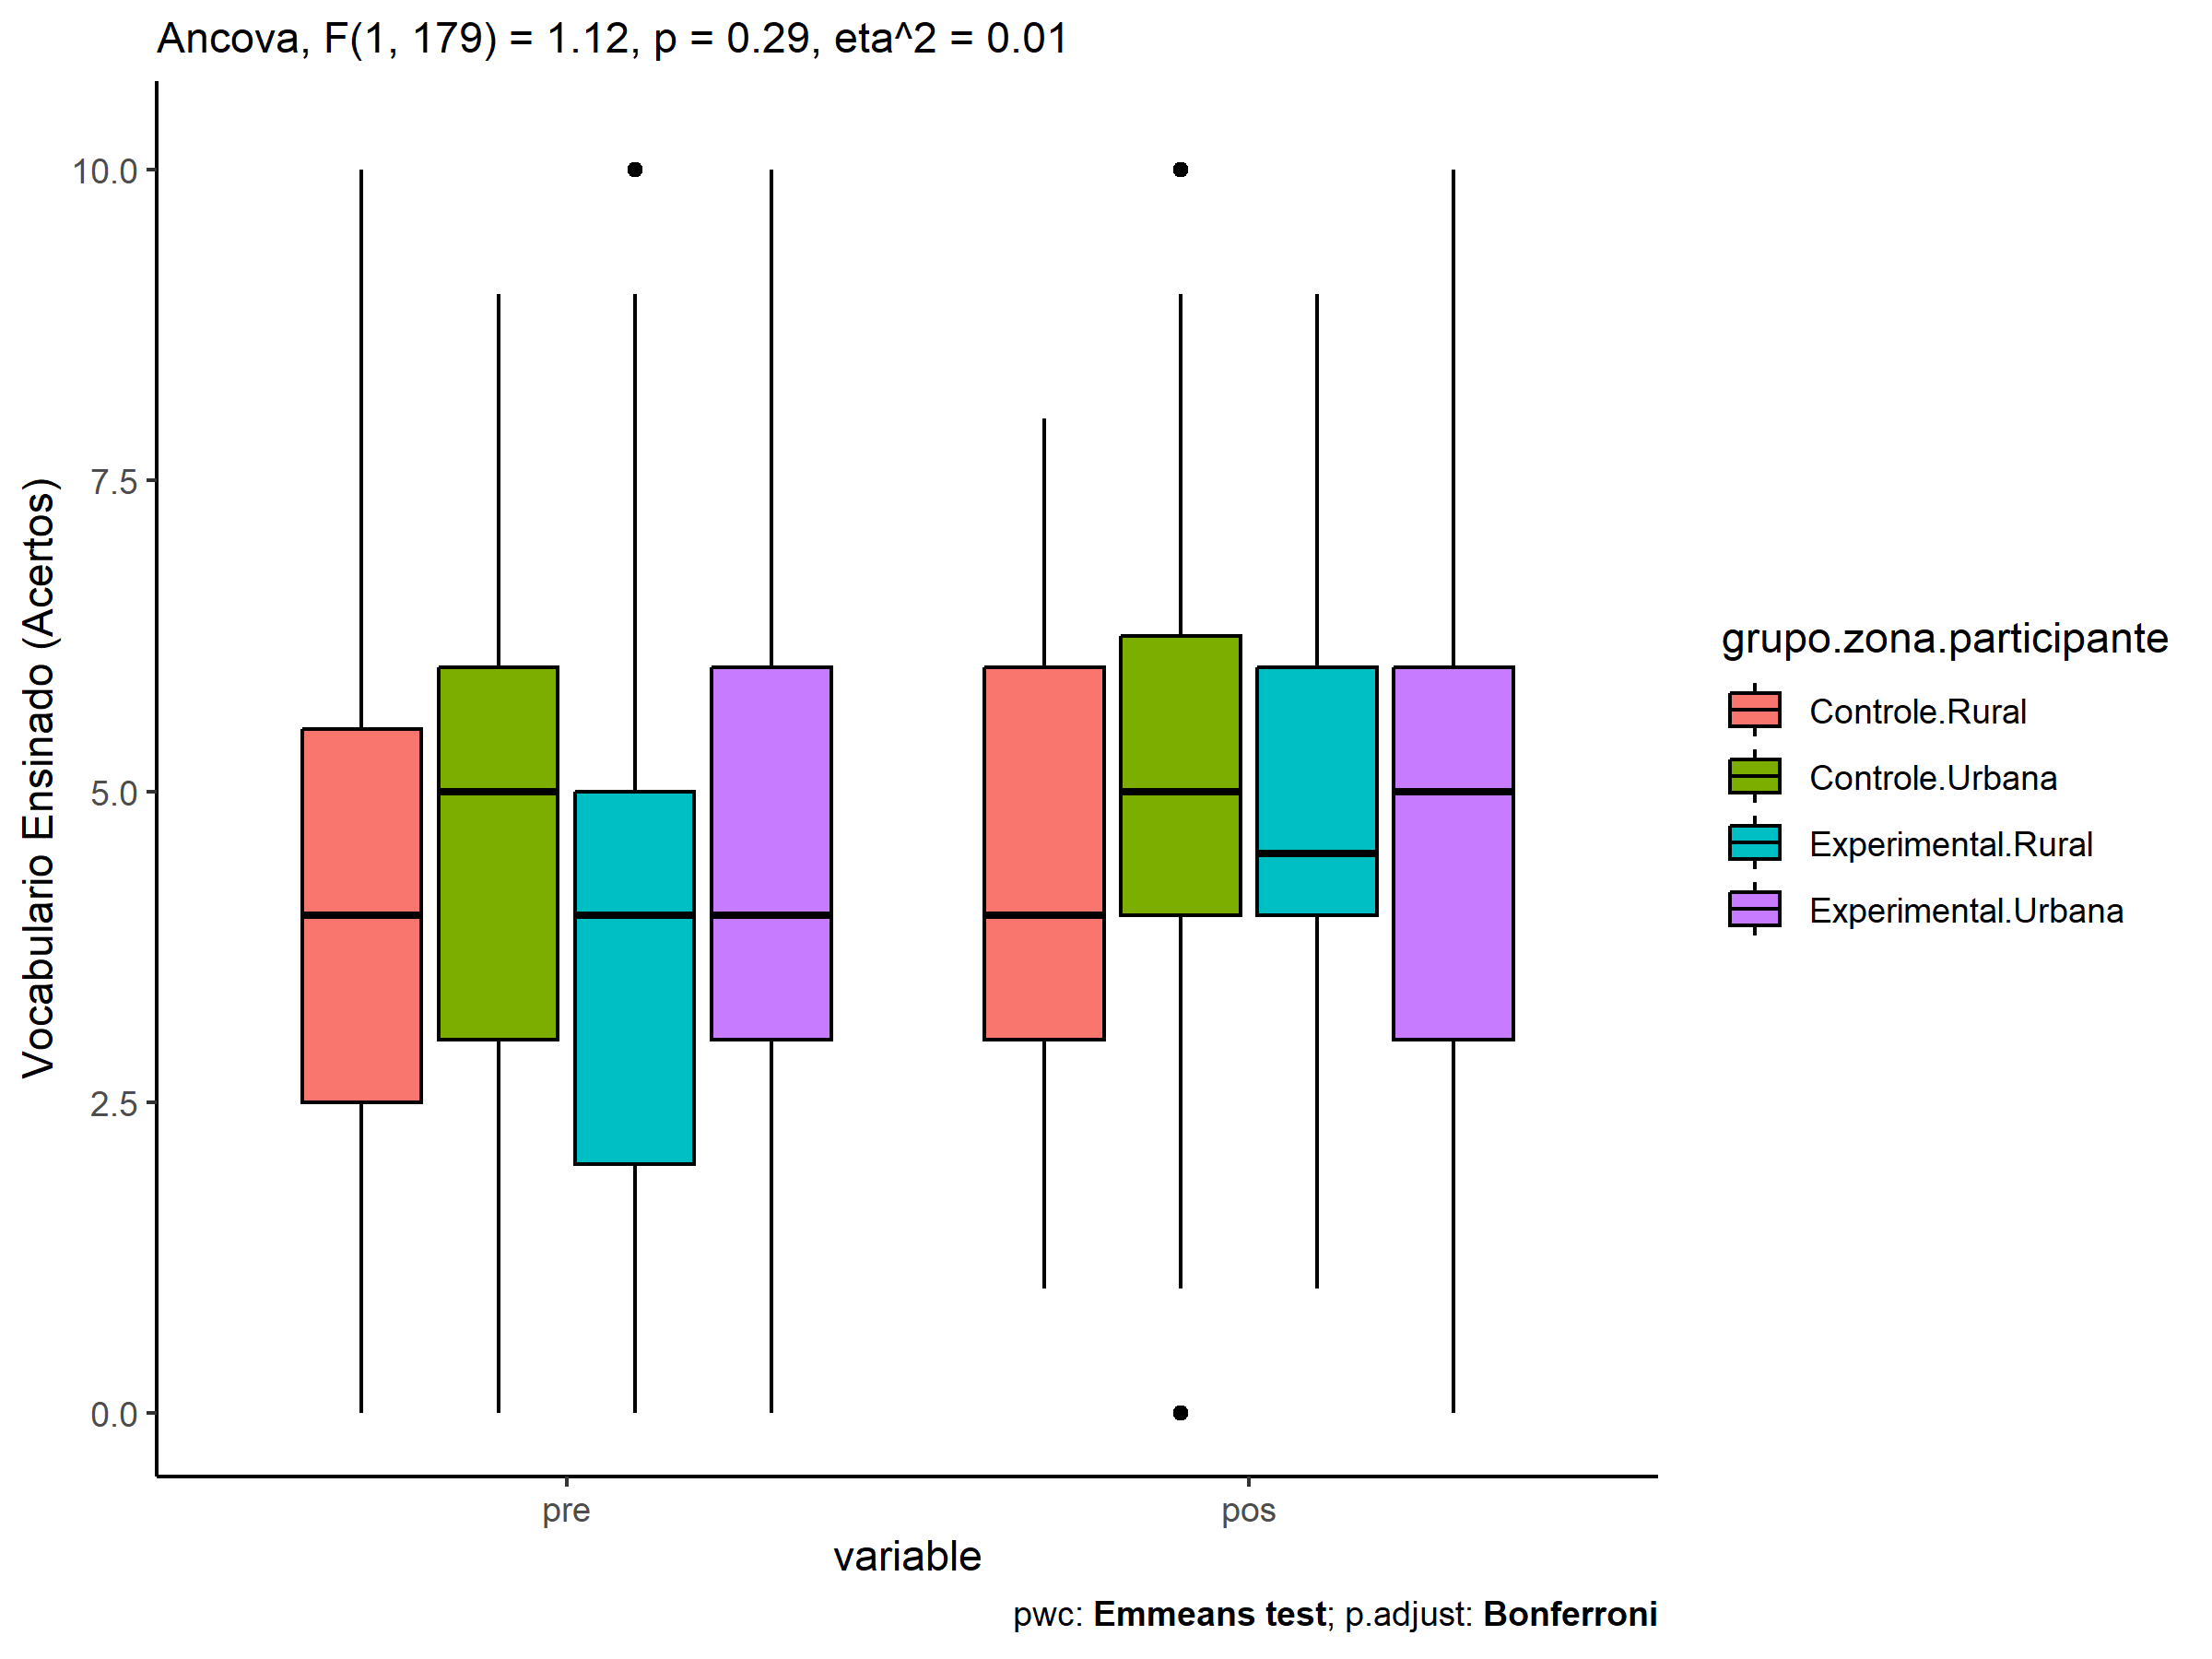 Ancova, F(1, 179) = 1.12, p = 0.29, eta^2 = 0.01
Vocabulario Ensinado (Acertos)
10.0
7.5
5.0
2.5
0.0
pre
pos
variable
grupo.zona.participante
Controle.Rural
Controle.Urbana
Experimental.Rural
Experimental.Urbana
pwc: Emmeans test; p.adjust: Bonferroni